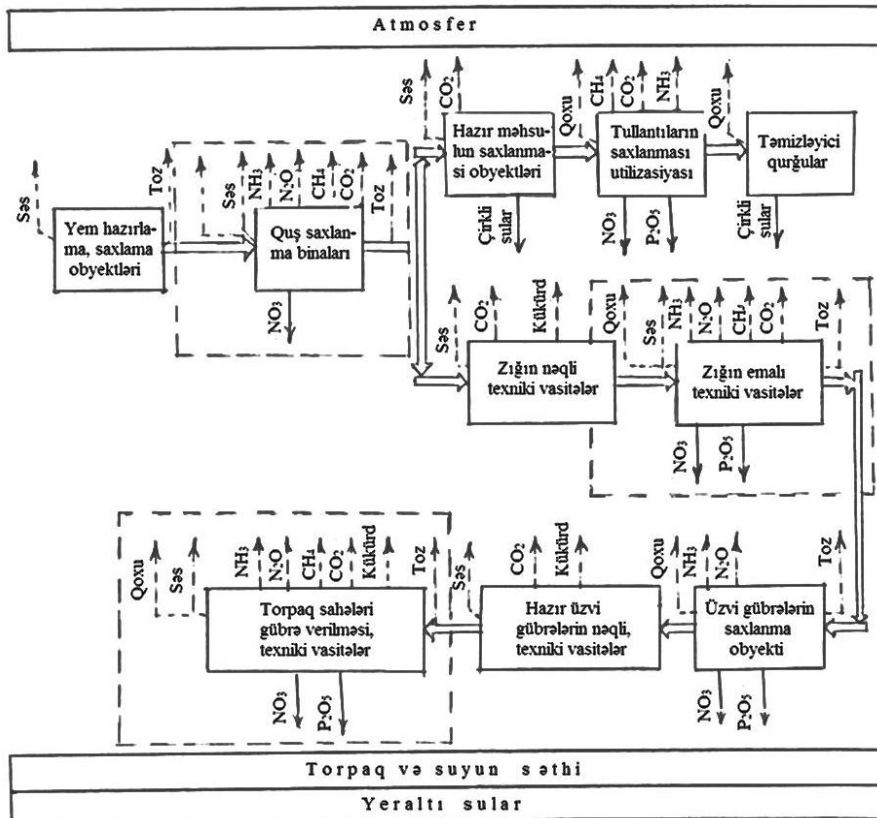 Atmosfer
Səs
CO₂
Qoxu
CH₄
CO₂
NH₃
Qoxu
Hazır məhsu-
lun saxlanma-
si obyektləri
Tullantıların
saxlanması
utilizasiyası
Təmizləyici
qurğular
Çirkli
sular
NO₃
P₂O₅
Çirkli
sular
Səs
Toz
Səs
NH₃
N₂O
CH₄
CO₂
Toz
Yem hazırla-
ma, saxlama
obyektləri
Quş saxlan-
ma binaları
NO₃
Səs
CO₂
Kükürd
Qoxu
Səs
NH₃
N₂O
CH₄
CO₂
Toz
Zığın nəqli
texniki vasitələr
Zığın emalı
texniki vasitələr
NO₃
P₂O₅
Qoxu
Səs
NH₃
N₂O
CH₄
CO₂
Kükürd
Toz
Səs
CO₂
Kükürd
Qoxu
NH₃
N₂O
Toz
Torpaq sahələri
gübrə verilməsi,
texniki vasitələr
Hazır üzvi
gübrələrin nəqli,
texniki vasitələr
Üzvi gübrələrin
saxlanma
obyekti
NO₃
P₂O₅
NO₃
P₂O₅
Torpaq və suyun səthi
Yeraltı sular